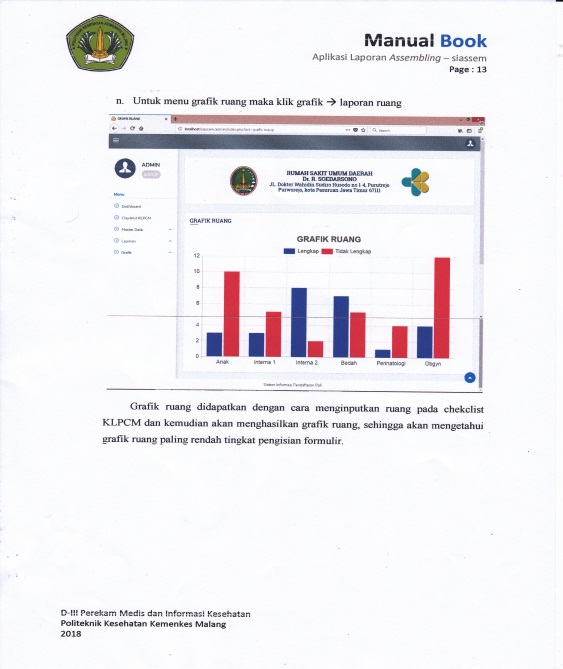 Manual Book
Aplikasi Laporan Assembling – siassem
Page : 13
n. Untuk menu grafik ruang maka klik grafik → laporan ruang
GRAFIK RUANG
Search
ADMIN
RUMAH SAKIT UMUM DAERAH
Dr. R. SOEDARSONO
JL. Dokter Wahidin Sudiro Husodo no 1-4, Purutrejo
Purworejo, kota Pasuruan Jawa Timur 67111
Menu
Dashboard
Checklist KLPCM
Master Data
Laporan
Grafik
GRAFIK RUANG
GRAFIK RUANG
Lengkap Tidak Lengkap
12
10
8
6
4
2
0
Anak Interna 1 Interna 2 Bedah Perinatologi Obgyn
Grafik ruang didapatkan dengan cara menginputkan ruang pada chekclist
KLPCM dan kemudian akan menghasilkan grafik ruang, sehingga akan mengetahui
grafik ruang paling rendah tingkat pengisian formulir.
D-!!! Perekam Medis dan Informasi Kesehatan
Politeknik Kesehatan Kemenkes Malang
2018